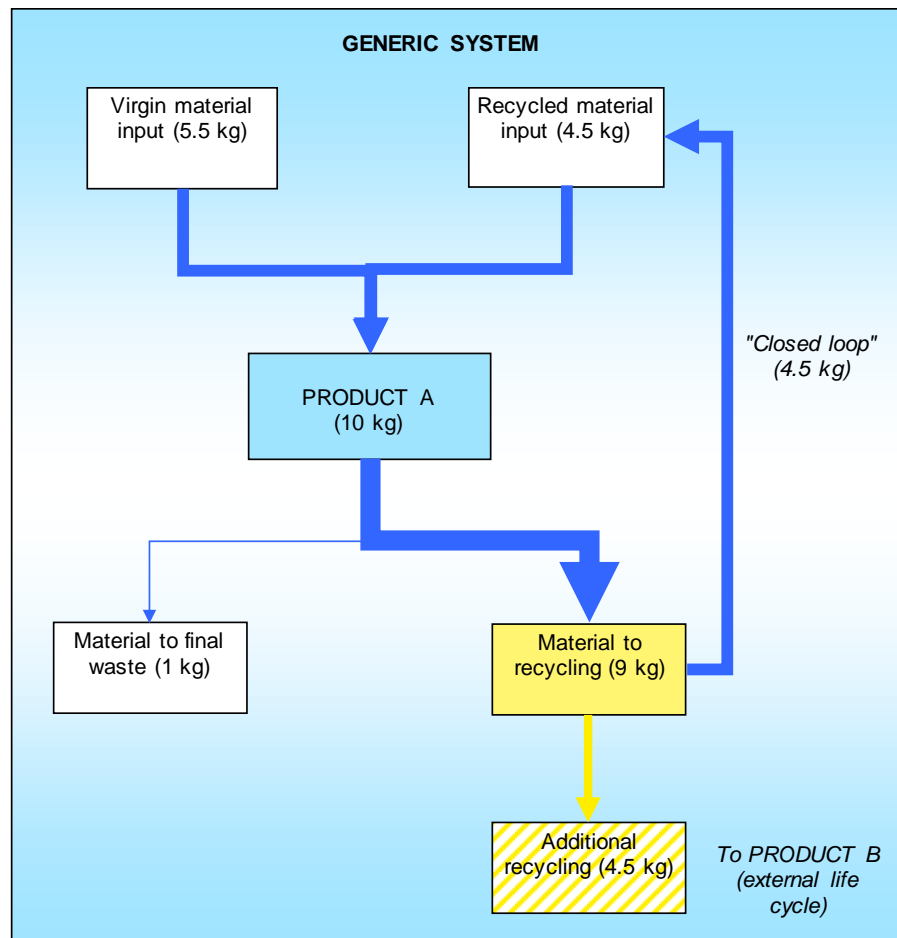 GENERIC SYSTEM
Virgin material
input (5.5 kg)
Recycled material
input (4.5 kg)
"Closed loop"
(4.5 kg)
PRODUCT A
(10 kg)
Material to final
waste (1 kg)
Material to
recycling (9 kg)
Additional
recycling (4.5 kg)
To PRODUCT B
(external life
cycle)